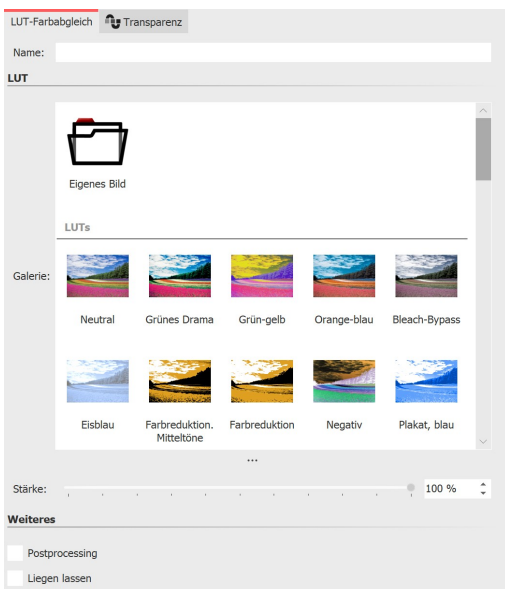 LUT-Farbabgleich Transparenz
Name:
LUT
Eigenes Bild
LUTs
Galerie:
Neutral Grünes Drama Grün-gelb Orange-blau Bleach-Bypass
Eisblau Farbreduktion. Farbreduktion Negativ Plakat, blau
Mitteltöne
...
Stärke: 100 %
Weiteres
Postprocessing
Liegen lassen